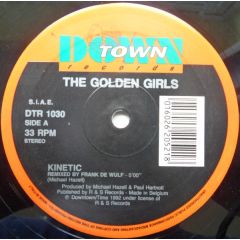 DOWN
TOWN
records
THE GOLDEN GIRLS
S.I.A.E.
DTR 1030
SIDE A
33 RPM
STEREO
KINETIC
REMIXED BY FRANK DE WULF - 5'00"
(Michael Hazell)
Produced by Michael Hazell and Paul Hartnoll
Published by R & S Records - Made in Belgium
© Downtown/Time 1992 under license of
R & S Records